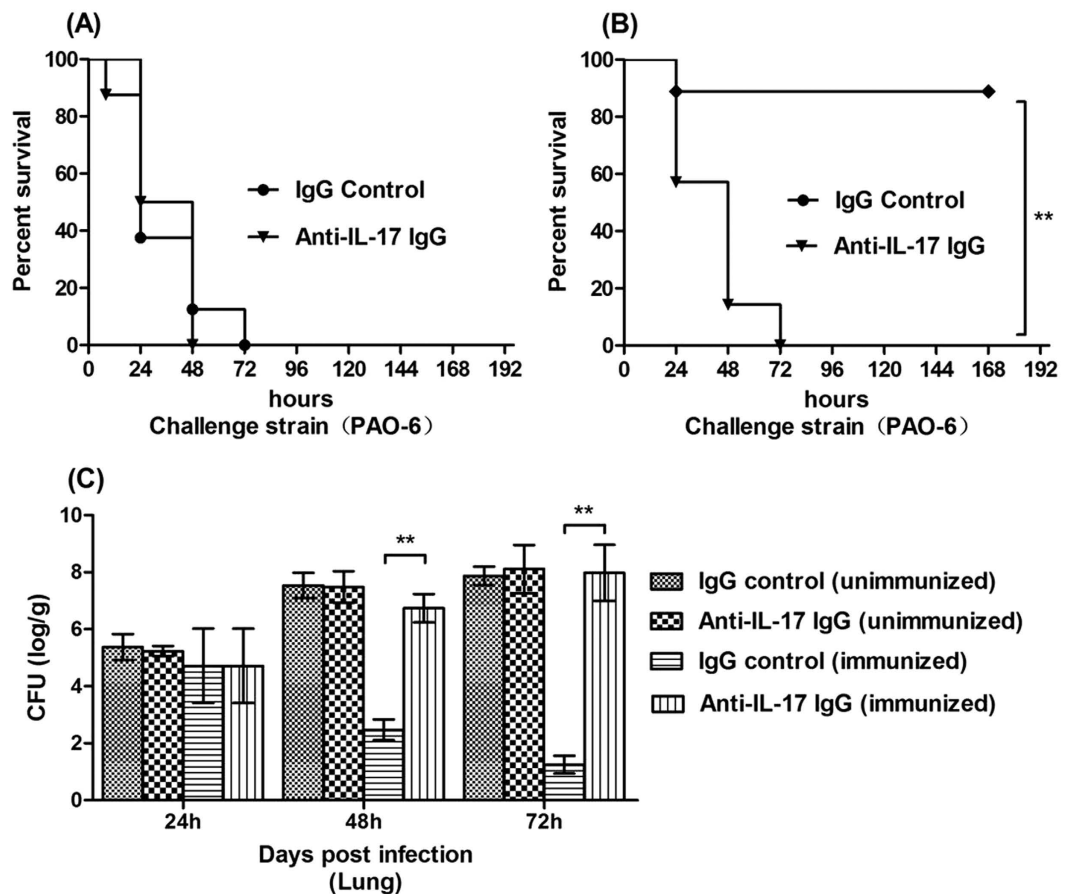 (A)
Percent survival
100
80
60
40
20
0
IgG Control
Anti-IL-17 IgG
0 24 48 72 96 120 144 168 192
hours
Challenge strain（PAO-6）
(B)
Percent survival
100
80
60
40
20
0
IgG Control
Anti-IL-17 IgG
**
0 24 48 72 96 120 144 168 192
hours
Challenge strain（PAO-6）
(C)
CFU (log/g)
10
8
6
4
2
0
**
**
24h 48h 72h
Days post infection
(Lung)
IgG control (unimmunized)
Anti-IL-17 IgG (unimmunized)
IgG control (immunized)
Anti-IL-17 IgG (immunized)